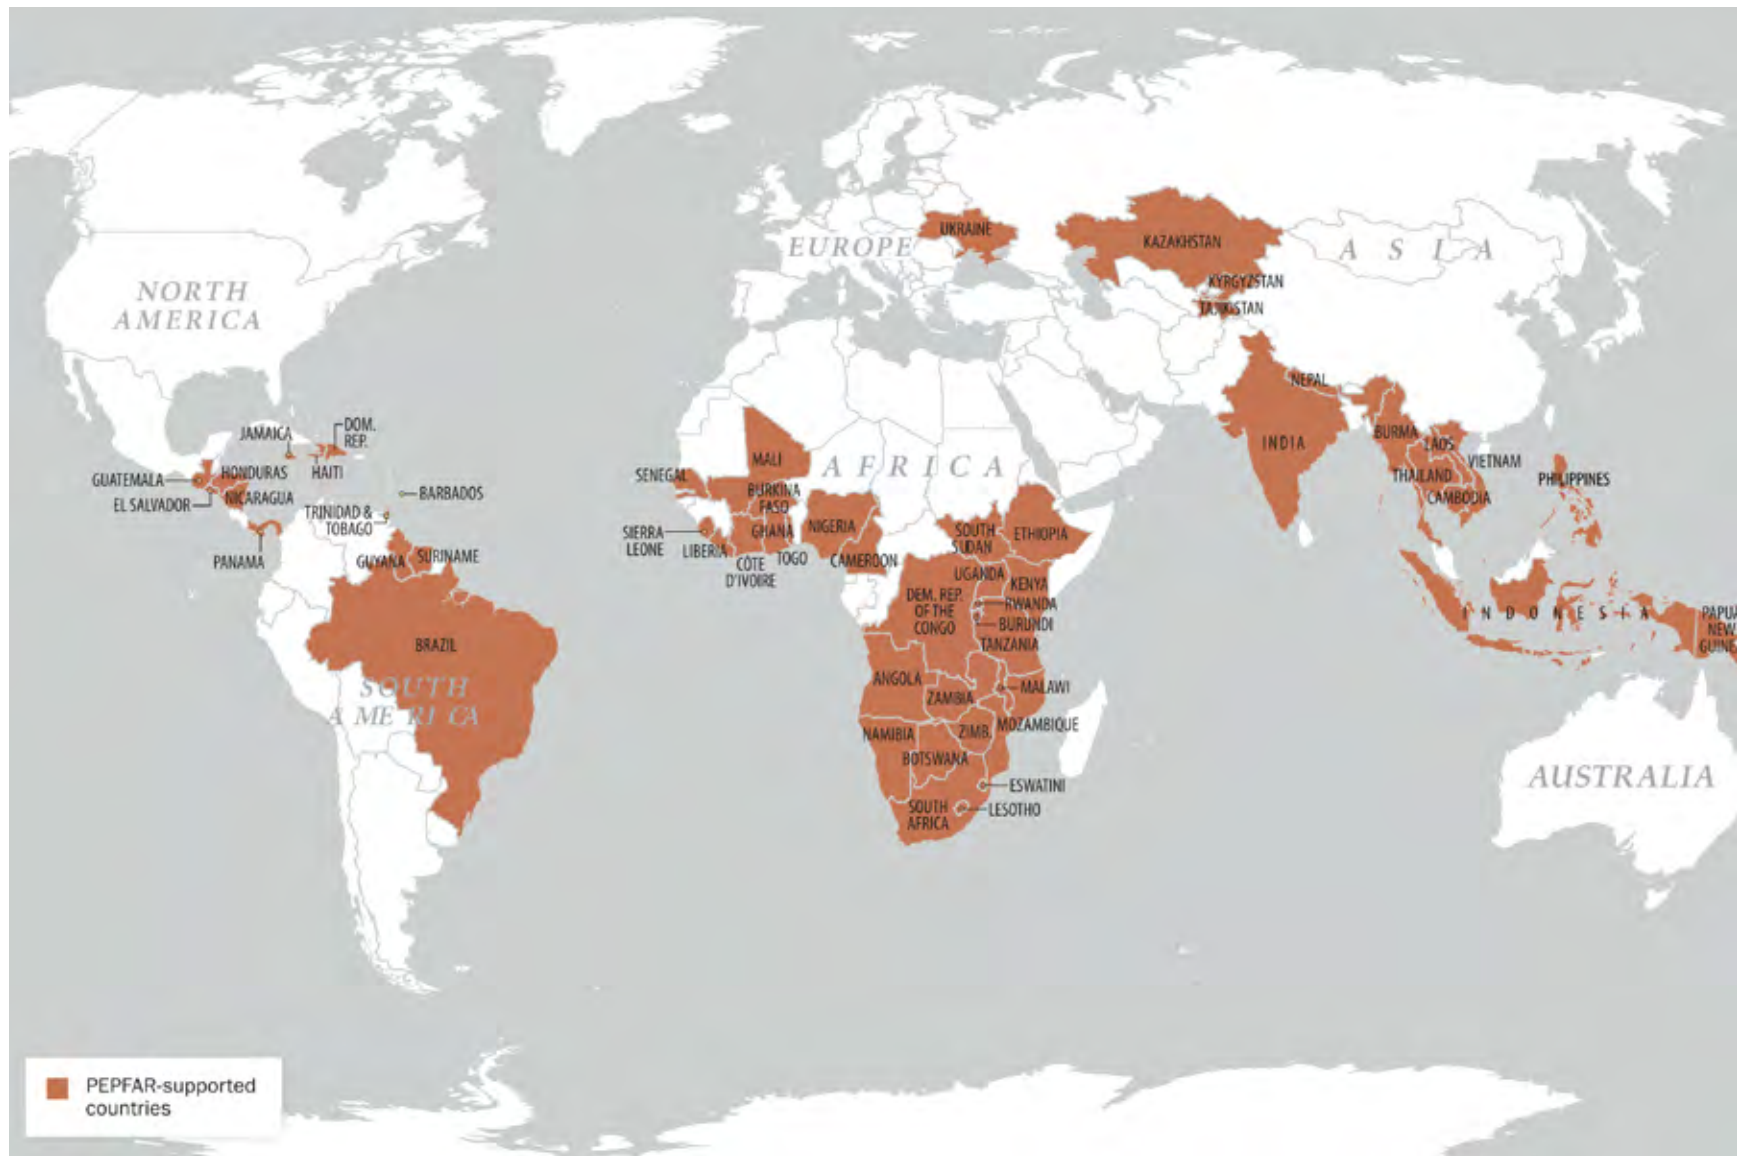 NORTH
AMERICA
EUROPE
ASIA
UKRAINE
KAZAKHSTAN
KYRGYZSTAN
TAJIKISTAN
JAMAICA
DOM.
REP.
GUATEMALA
HONDURAS
HAITI
EL SALVADOR
NICARAGUA
BARBADOS
TRINIDAD &
TOBAGO
PANAMA
GUYANA
SURINAME
BRAZIL
SOUTH
AMERICA
AFRICA
MALI
SENEGAL
BURKINA
FASO
SIERRA
LEONE
LIBERIA
GHANA
CÔTE
D'IVOIRE
TOGO
NIGERIA
CAMEROON
SOUTH
SUDAN
ETHIOPIA
UGANDA
KENYA
DEM. REP.
OF THE
CONGO
RWANDA
BURUNDI
TANZANIA
ANGOLA
ZAMBIA
MALAWI
MOZAMBIQUE
NAMIBIA
ZIMB.
BOTSWANA
ESWATINI
SOUTH
AFRICA
LESOTHO
NEPAL
INDIA
BURMA
LAOS
VIETNAM
THAILAND
CAMBODIA
PHILIPPINES
INDONESIA
PAPUA
NEW
GUINE
AUSTRALIA
PEPFAR-supported
countries